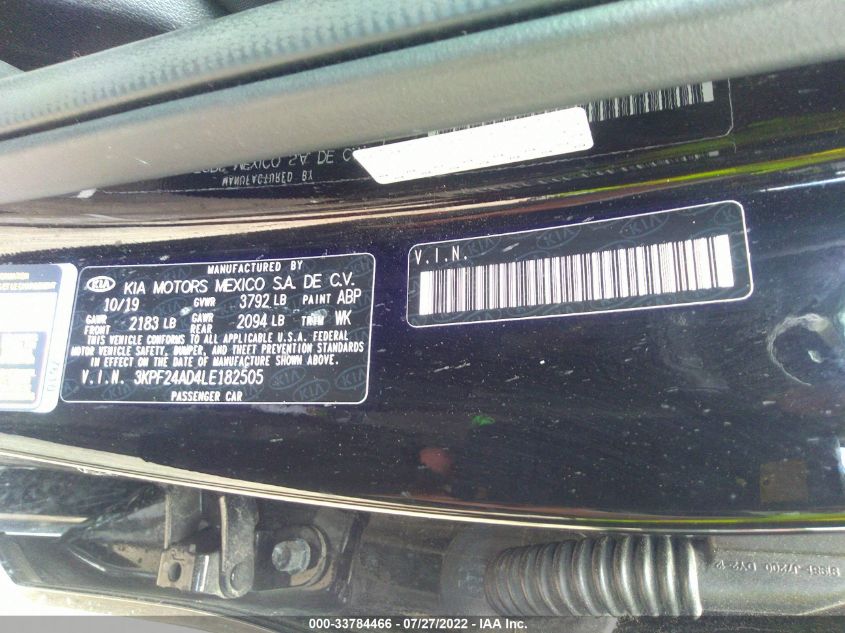 MEXICO S.A. DE C
MANUFACTURED BY
V.I.N.
MANUFACTURED BY
KIA KIA MOTORS MEXICO S.A. DE C.V.
10/19 GVWR 3792 LB PAINT ABP
GAWR FRONT 2183 LB GAWR REAR 2094 LB TRIM WK
THIS VEHICLE CONFORMS TO ALL APPLICABLE U.S.A. FEDERAL
MOTOR VEHICLE SAFETY, BUMPER, AND THEFT PREVENTION STANDARDS
IN EFFECT ON THE DATE OF MANUFACTURE SHOWN ABOVE.
V.I.N. 3KPF24AD4LE182505
PASSENGER CAR
000-33784466 / 07/27/2022 - IAA Inc.